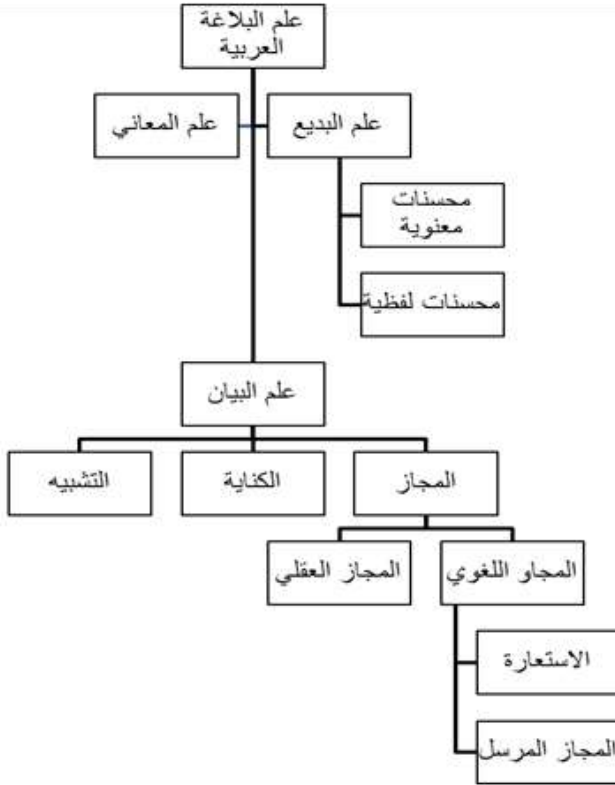 علم البلاغة
العربية
علم البديع
علم المعاني
محسنات
معنوية
محسنات لفظية
علم البيان
المجاز
الكناية
التشبيه
المجاو اللغوي
المجاز العقلي
الاستعارة
المجاز المرسل